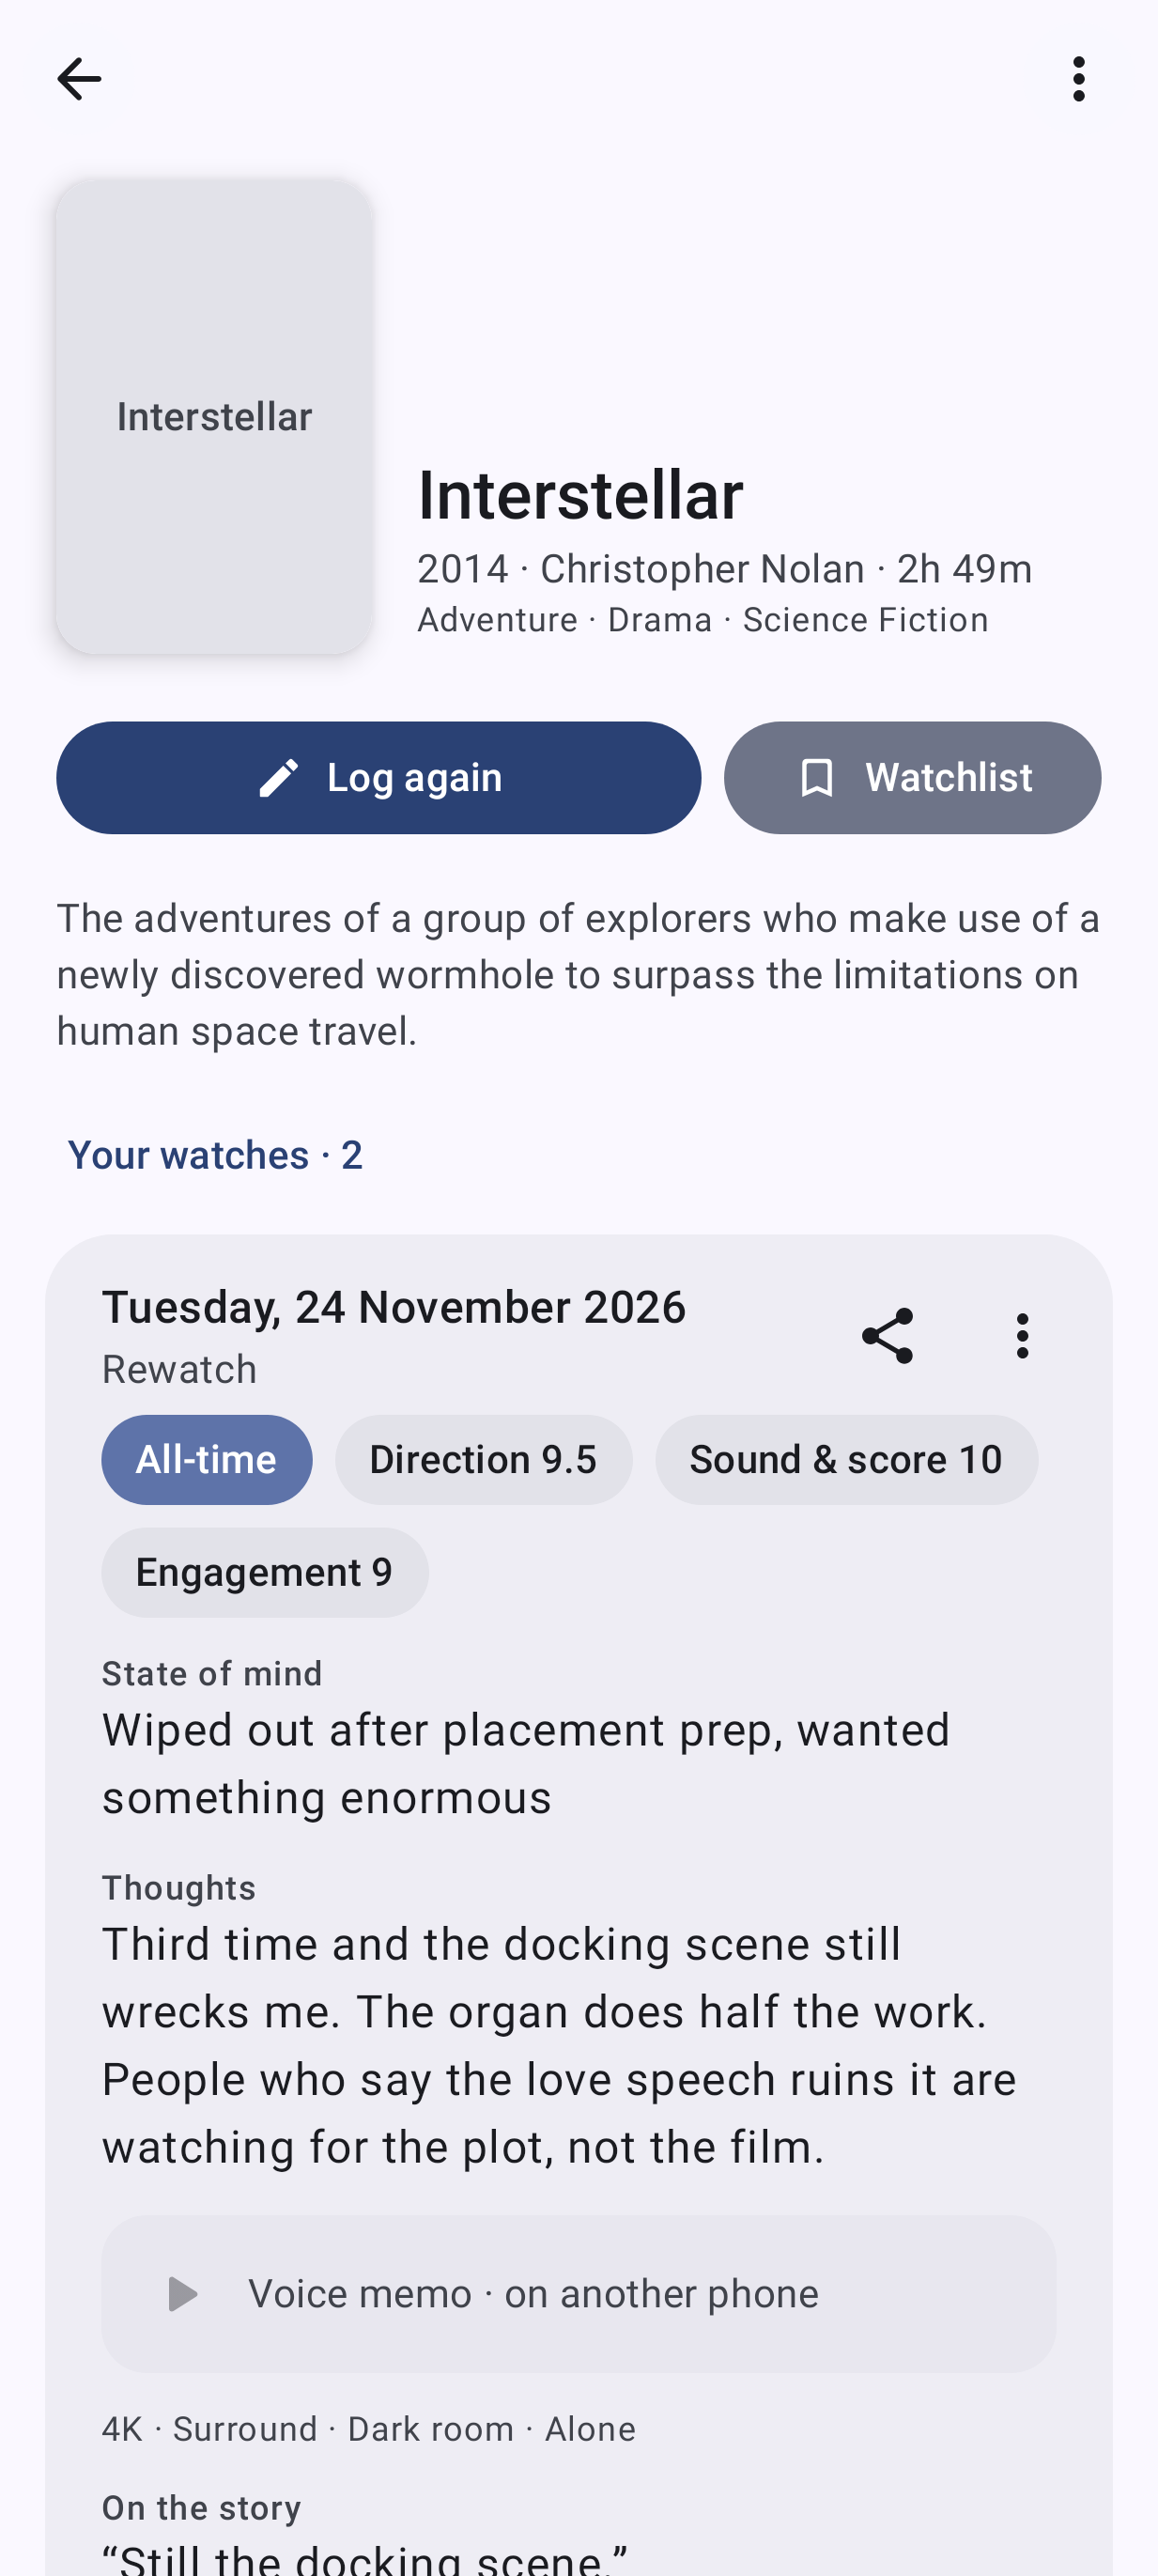 Interstellar
Interstellar
2014 · Christopher Nolan · 2h 49m
Adventure · Drama · Science Fiction
Log again
Watchlist
The adventures of a group of explorers who make use of a
newly discovered wormhole to surpass the limitations on
human space travel.
Your watches · 2
Tuesday, 24 November 2026
Rewatch
All-time
Direction 9.5
Sound & score 10
Engagement 9
State of mind
Wiped out after placement prep, wanted
something enormous
Thoughts
Third time and the docking scene still
wrecks me. The organ does half the work.
People who say the love speech ruins it are
watching for the plot, not the film.
Voice memo · on another phone
4K · Surround · Dark room · Alone
On the story
“Still the docking scene.”